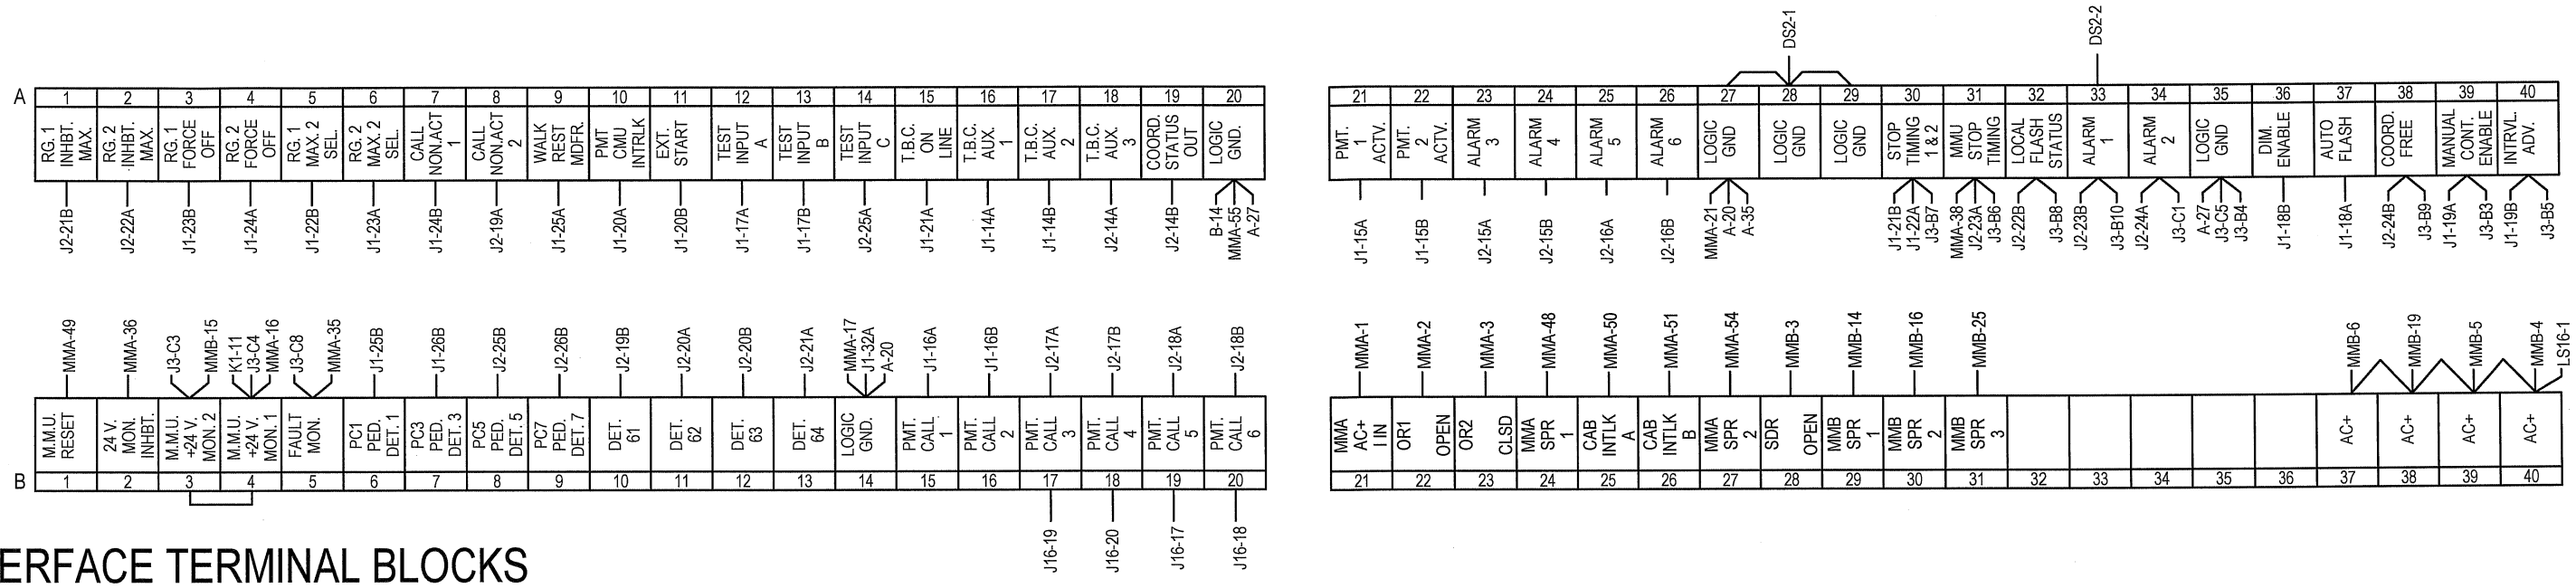 DS2-1
DS2-2
A
1 2 3 4 5 6 7 8 9 10 11 12 13 14 15 16 17 18 19 20
21 22 23 24 25 26 27 28 29 30 31 32 33 34 35 36 37 38 39 40
RG. 1
INHBT.
MAX.
RG. 2
INHBT.
MAX.
RG. 1
FORCE
OFF
RG. 2
FORCE
OFF
RG. 1
MAX. 2
SEL.
RG. 2
MAX. 2
SEL.
CALL
NON.ACT
1
CALL
NON.ACT
2
WALK
REST
MDFR.
PMT
CMU
INTRLK
EXT.
START
TEST
INPUT
A
TEST
INPUT
B
TEST
INPUT
C
T.B.C.
ON
LINE
T.B.C.
AUX.
1
T.B.C.
AUX.
2
T.B.C.
AUX.
3
COORD.
STATUS
OUT
LOGIC
GND.
PMT.
1
ACTV.
PMT.
2
ACTV.
ALARM
3
ALARM
4
ALARM
5
ALARM
6
LOGIC
GND
LOGIC
GND
LOGIC
GND
STOP
TIMING
1 & 2
MMU
STOP
TIMING
LOCAL
FLASH
STATUS
ALARM
1
ALARM
2
LOGIC
GND
DIM.
ENABLE
AUTO
FLASH
COORD.
FREE
MANUAL
CONT.
ENABLE
INTRVL.
ADV.
J2-21B
J2-22A
J1-23B
J1-24A
J1-22B
J1-23A
J1-24B
J2-19A
J1-25A
J1-20A
J1-20B
J1-17A
J1-17B
J2-25A
J1-21A
J1-14A
J1-14B
J2-14A
J2-14B
B-14
MMA-55
A-27
J1-15A
J1-15B
J2-15A
J2-15B
J2-16A
J2-16B
MMA-21
A-20
A-35
J1-21B
J1-22A
J3-B7
MMA-38
J2-23A
J3-B6
J2-22B
J3-B8
J2-23B
J3-B10
J2-24A
J3-C1
A-27
J3-C5
J3-B4
J1-18B
J1-18A
J2-24B
J3-B9
J1-19A
J3-B3
J1-19B
J3-B5
MMA-49
MMA-36
J3-C3
MMB-15
K1-11
J3-C4
MMA-16
J3-C8
MMA-35
J1-25B
J1-26B
J2-25B
J2-26B
J2-19B
J2-20A
J2-20B
J2-21A
MMA-17
J1-32A
A-20
J1-16A
J1-16B
J2-17A
J2-17B
J2-18A
J2-18B
MMA-1
MMA-2
MMA-3
MMA-48
MMA-50
MMA-51
MMA-54
MMB-3
MMB-14
MMB-16
MMB-25
MMB-6
MMB-19
MMB-5
MMB-4
LS16-1
M.M.U.
RESET
24 V.
MON.
INHBT.
M.M.U.
+24 V.
MON. 2
M.M.U.
+24 V.
MON. 1
FAULT
MON.
PC1
PED.
DET. 1
PC3
PED.
DET. 3
PC5
PED.
DET. 5
PC7
PED.
DET. 7
DET.
61
DET.
62
DET.
63
DET.
64
LOGIC
GND.
PMT.
CALL
1
PMT.
CALL
2
PMT.
CALL
3
PMT.
CALL
4
PMT.
CALL
5
PMT.
CALL
6
MMA
AC+
I IN
OR1
OPEN
OR2
CLSD
MMA
SPR
1
CAB
INTLK
A
CAB
INTLK
B
MMA
SPR
2
SDR
OPEN
MMB
SPR
1
MMB
SPR
2
MMB
SPR
3
AC+
AC+
AC+
AC+
B
1 2 3 4 5 6 7 8 9 10 11 12 13 14 15 16 17 18 19 20
21 22 23 24 25 26 27 28 29 30 31 32 33 34 35 36 37 38 39 40
J16-19
J16-20
J16-17
J16-18
ERFACE TERMINAL BLOCKS